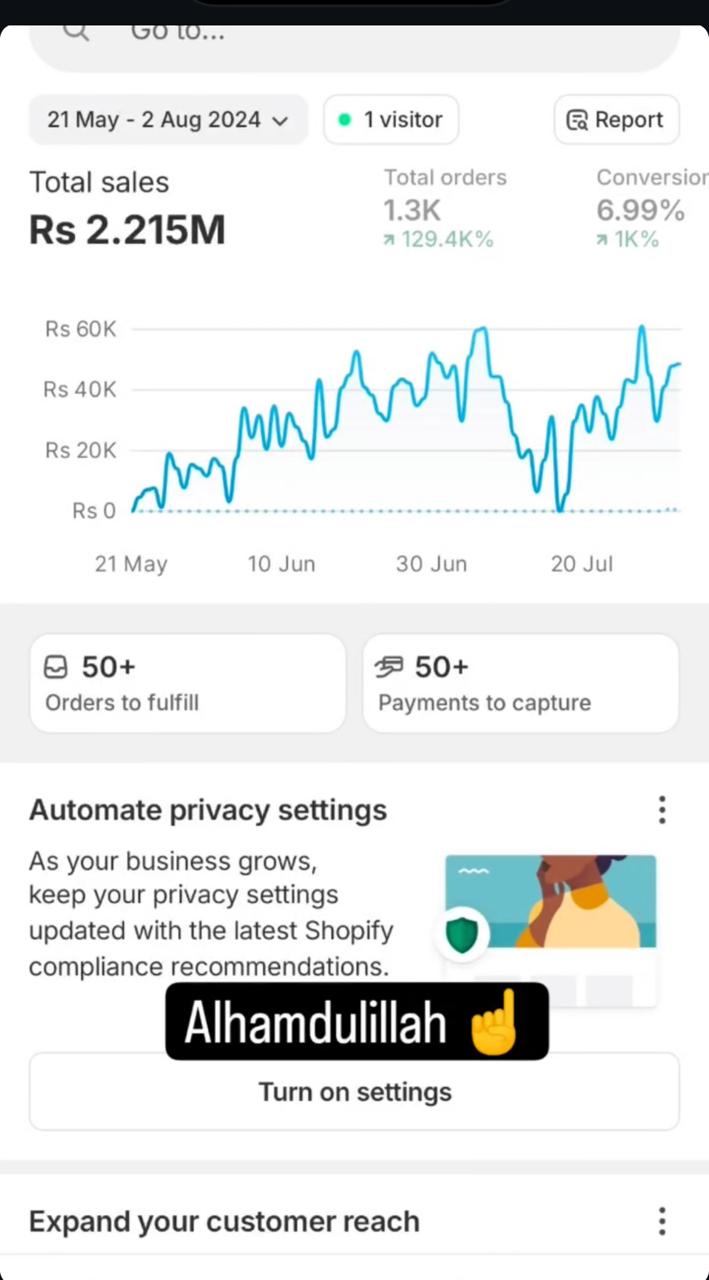 Go to...
21 May - 2 Aug 2024
1 visitor
Report
Total sales
Rs 2.215M
Total orders
1.3K
129.4K%
Conversion
6.99%
1K%
Rs 60K
Rs 40K
Rs 20K
Rs 0
21 May 10 Jun 30 Jun 20 Jul
50+
Orders to fulfill
50+
Payments to capture
Automate privacy settings
As your business grows,
keep your privacy settings
updated with the latest Shopify
compliance recommendations.
Alhamdulillah ☝️
Turn on settings
Expand your customer reach